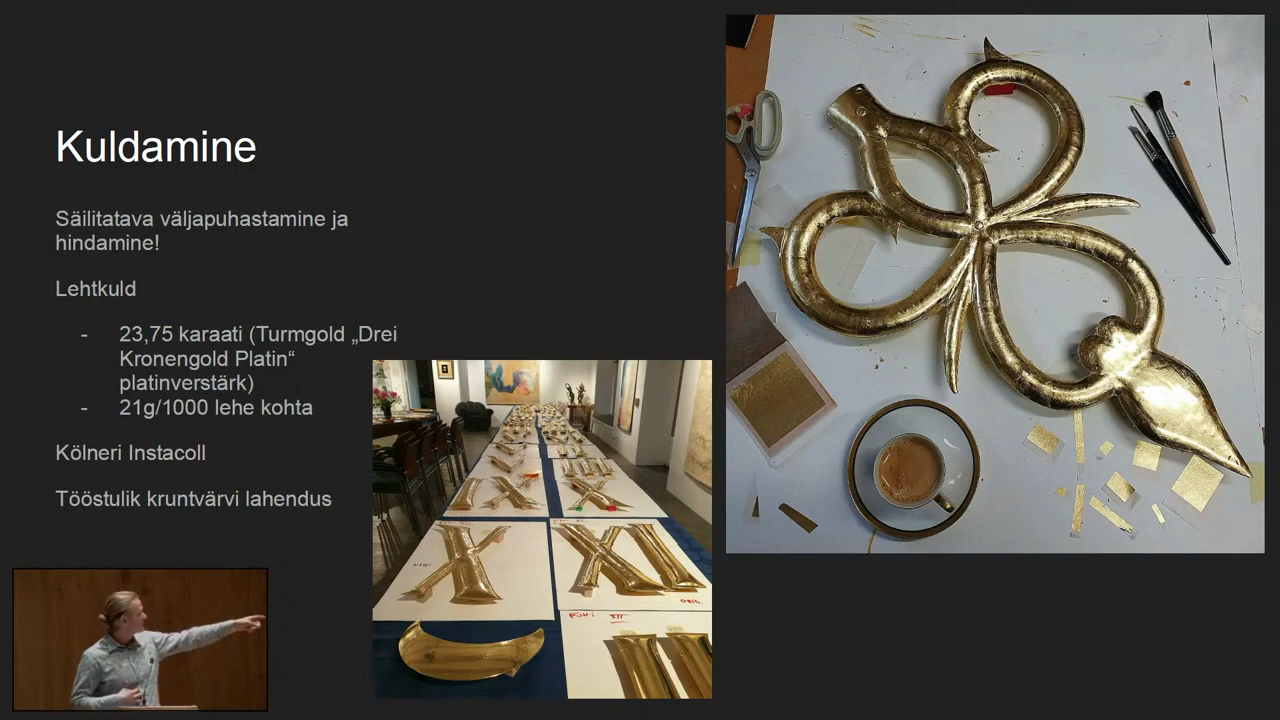 Kuldamine
Säilitatava väljapuhastamine ja
hindamine!
Lehtkuld
- 23,75 karaati (Turmgold „Drei
Kronengold Platin“
platinverstärk)
- 21g/1000 lehe kohta
Kölneri Instacoll
Tööstulik kruntvärvi lahendus